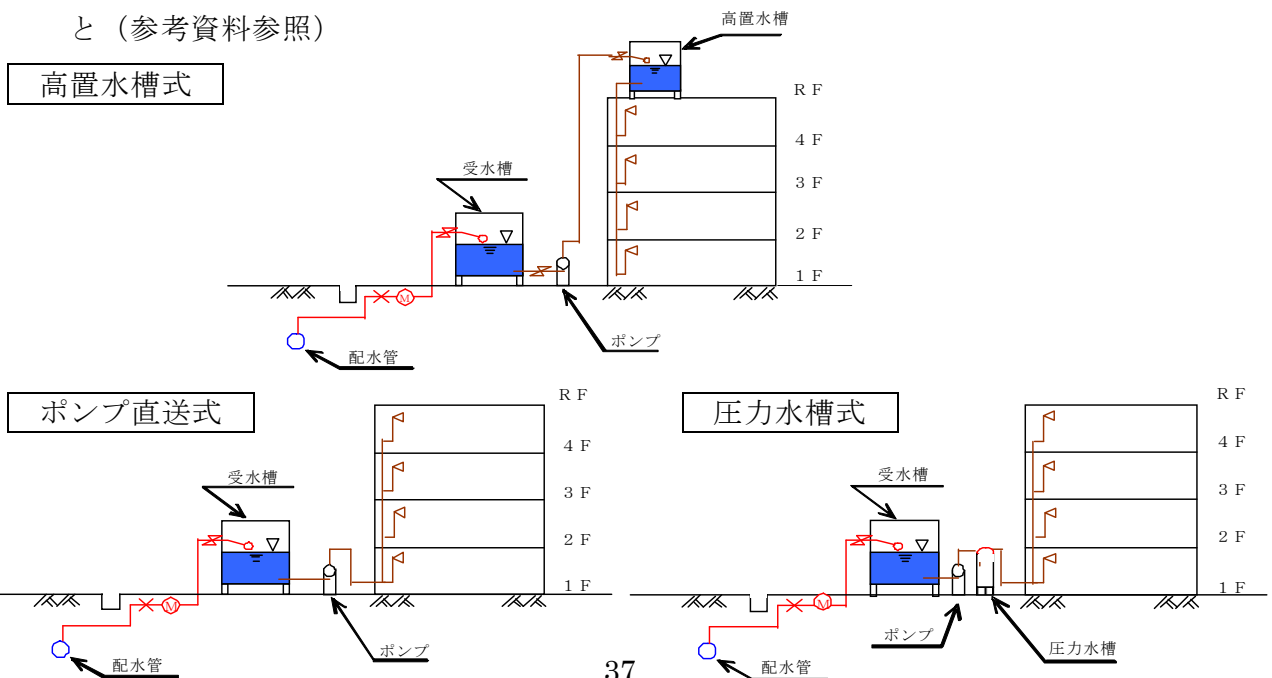 と（参考資料参照）
高置水槽式
高置水槽
ＲＦ
４Ｆ
３Ｆ
２Ｆ
１Ｆ
受水槽
M
ポンプ
配水管
ポンプ直送式
ＲＦ
４Ｆ
３Ｆ
２Ｆ
１Ｆ
受水槽
M
ポンプ
配水管
圧力水槽式
ＲＦ
４Ｆ
３Ｆ
２Ｆ
１Ｆ
受水槽
M
ポンプ
圧力水槽
配水管
37